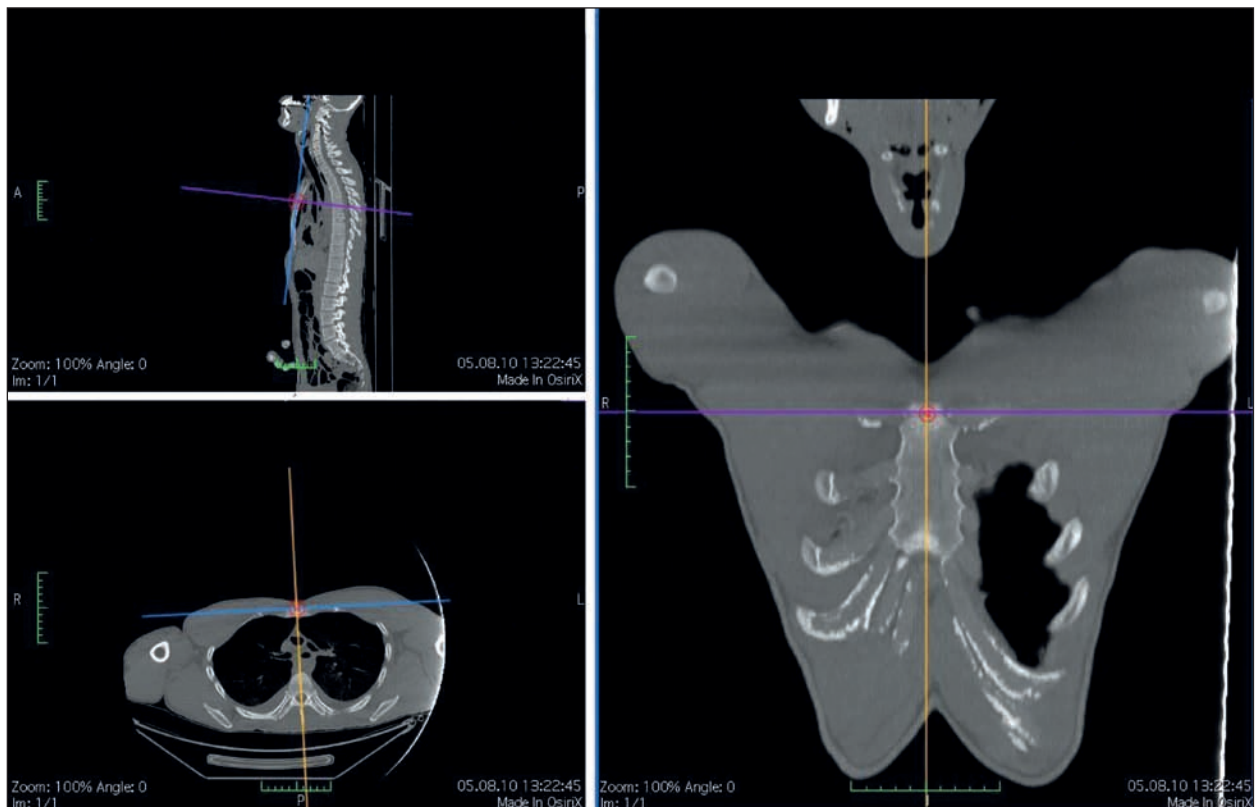 A
P
Zoom: 100% Angle: 0
Im: 1/1
05.08.10 13:22:45
Made In OsiriX
R
L
Zoom: 100% Angle: 0
Im: 1/1
P
05.08.10 13:22:45
Made In OsiriX
R
L
Zoom: 100% Angle: 0
Im: 1/1
05.08.10 13:22:45
Made In OsiriX